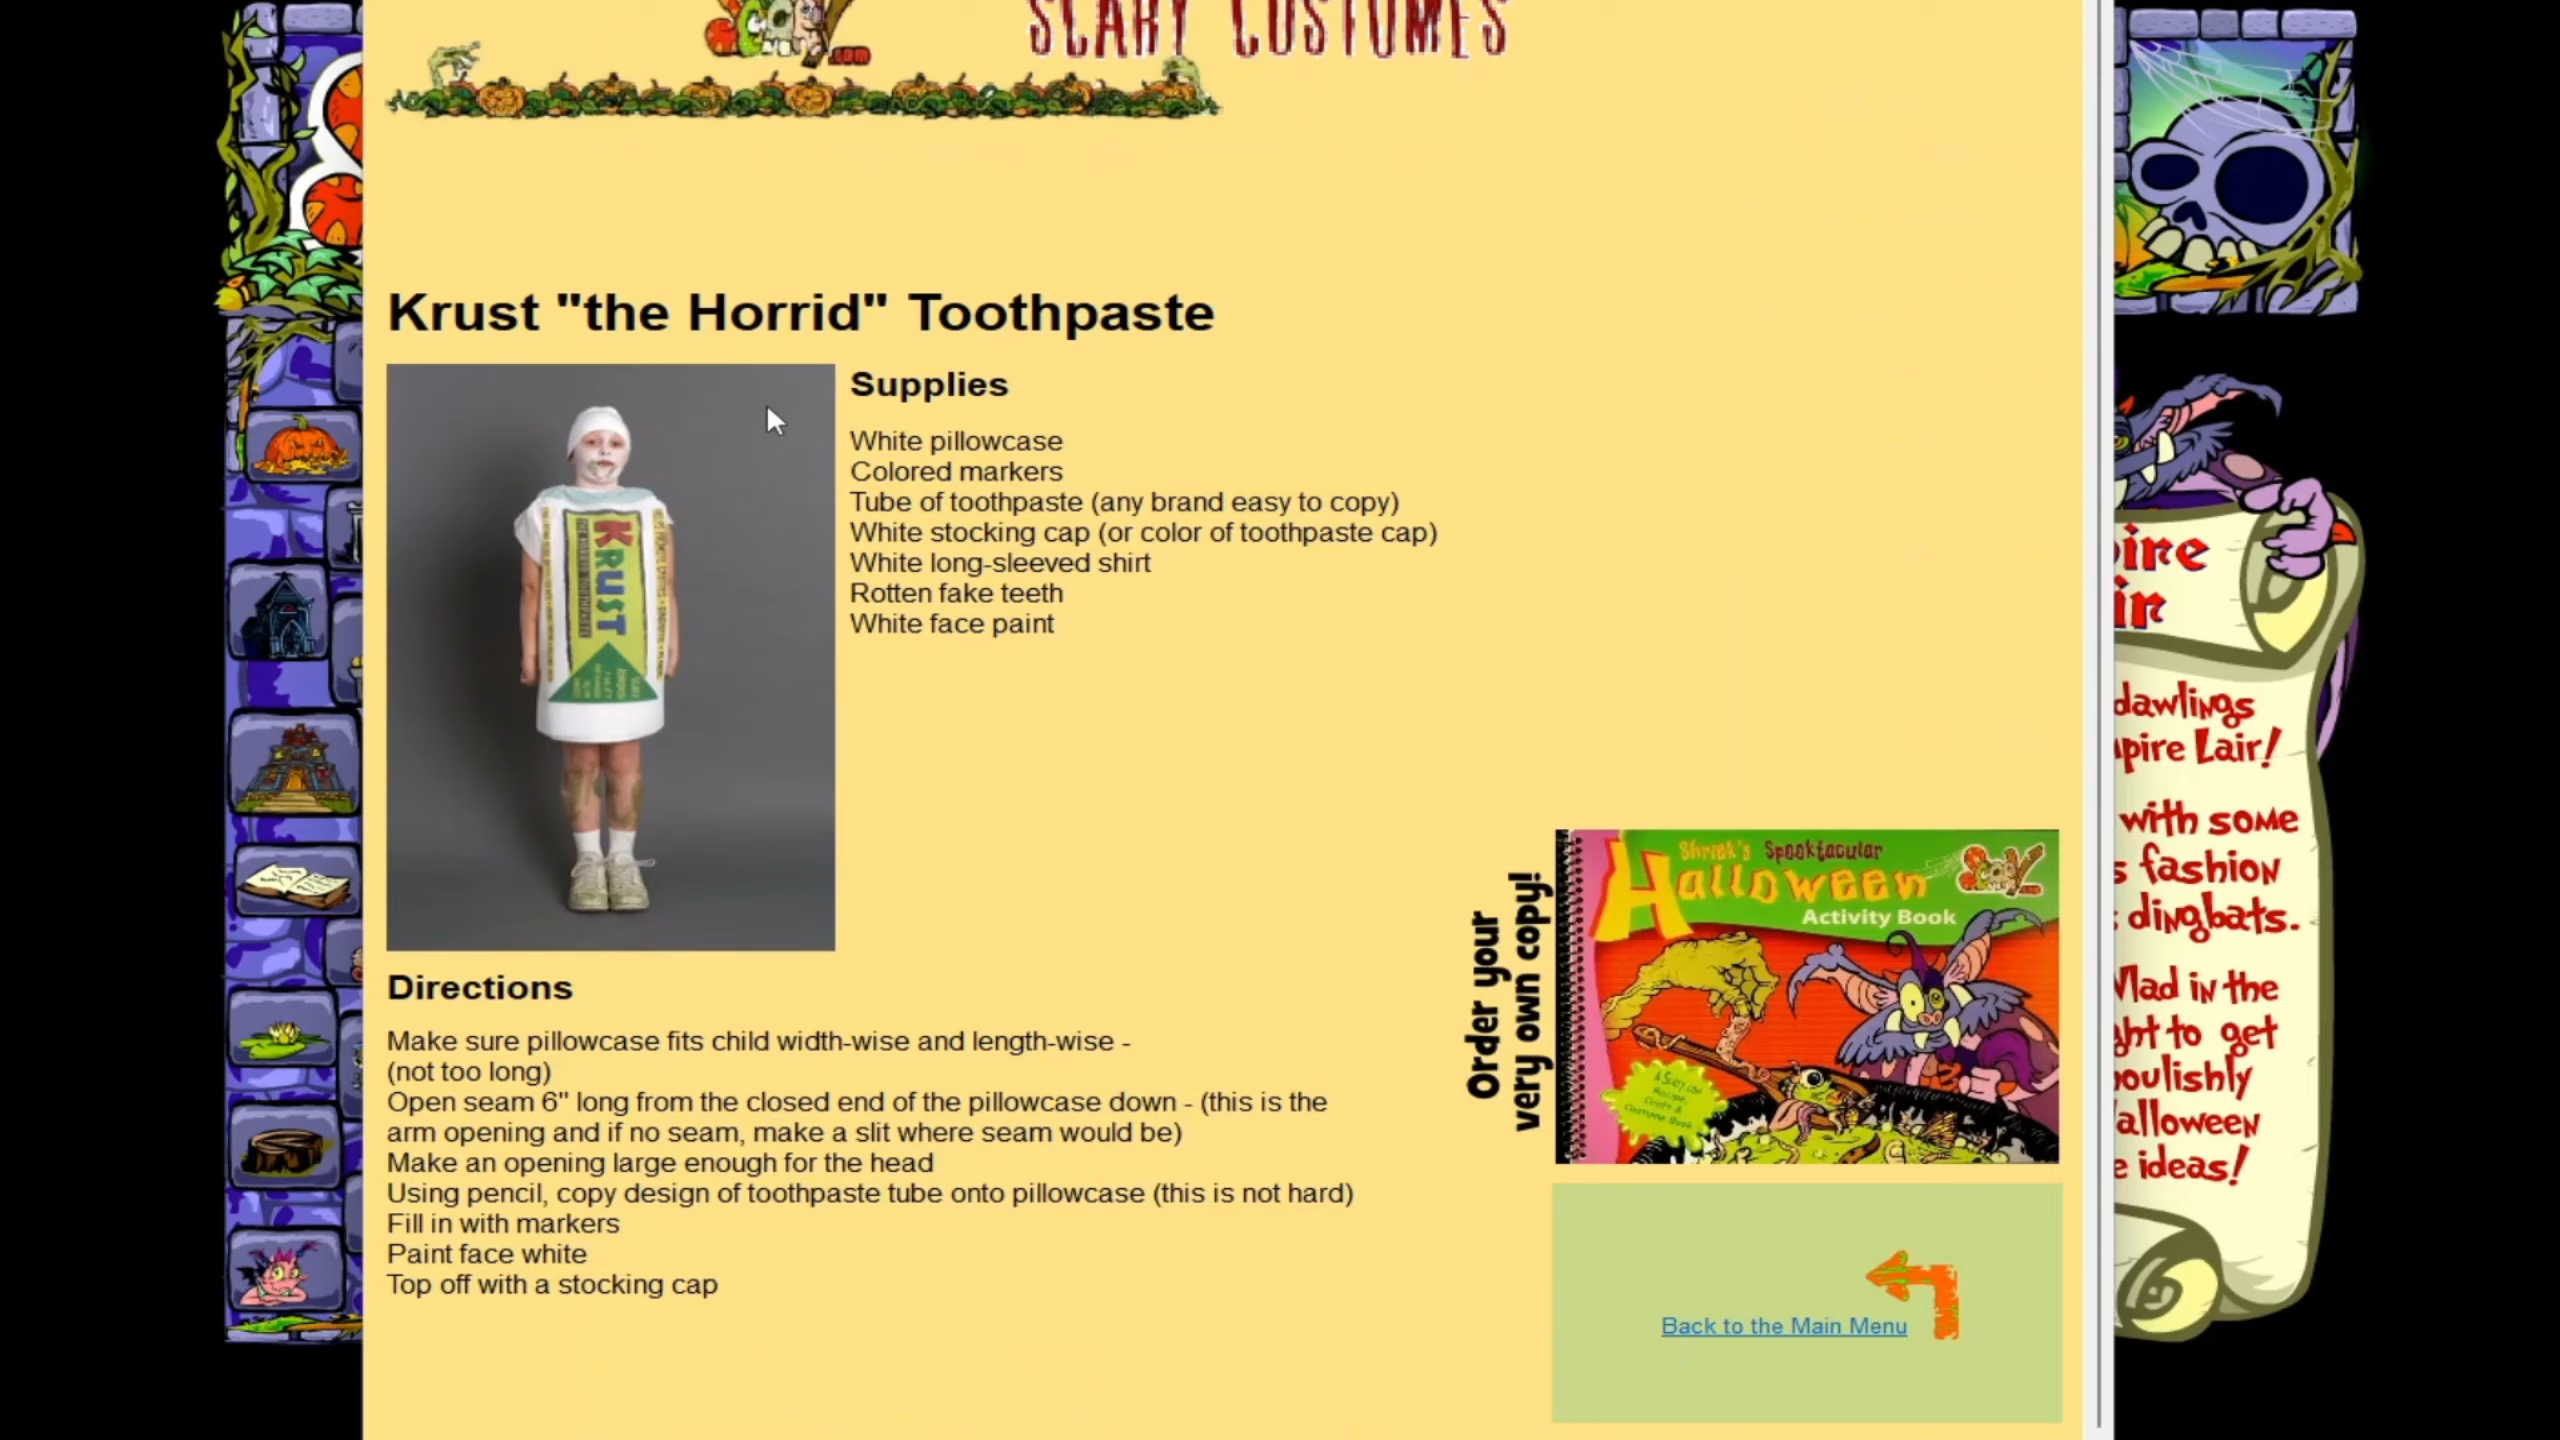 SCARY COSTUMES
.com
Krust "the Horrid" Toothpaste
KRUST
Supplies
White pillowcase
Colored markers
Tube of toothpaste (any brand easy to copy)
White stocking cap (or color of toothpaste cap)
White long-sleeved shirt
Rotten fake teeth
White face paint
Directions
Make sure pillowcase fits child width-wise and length-wise -
(not too long)
Open seam 6" long from the closed end of the pillowcase down - (this is the
arm opening and if no seam, make a slit where seam would be)
Make an opening large enough for the head
Using pencil, copy design of toothpaste tube onto pillowcase (this is not hard)
Fill in with markers
Paint face white
Top off with a stocking cap
Order your
very own copy!
Shriek's Spooktacular
Halloween
Activity Book
Back to the Main Menu
ire
ir
dawlings
pire Lair!
with some
s fashion
dingbats.
Vlad in the
ght to get
oulishly
alloween
e ideas!